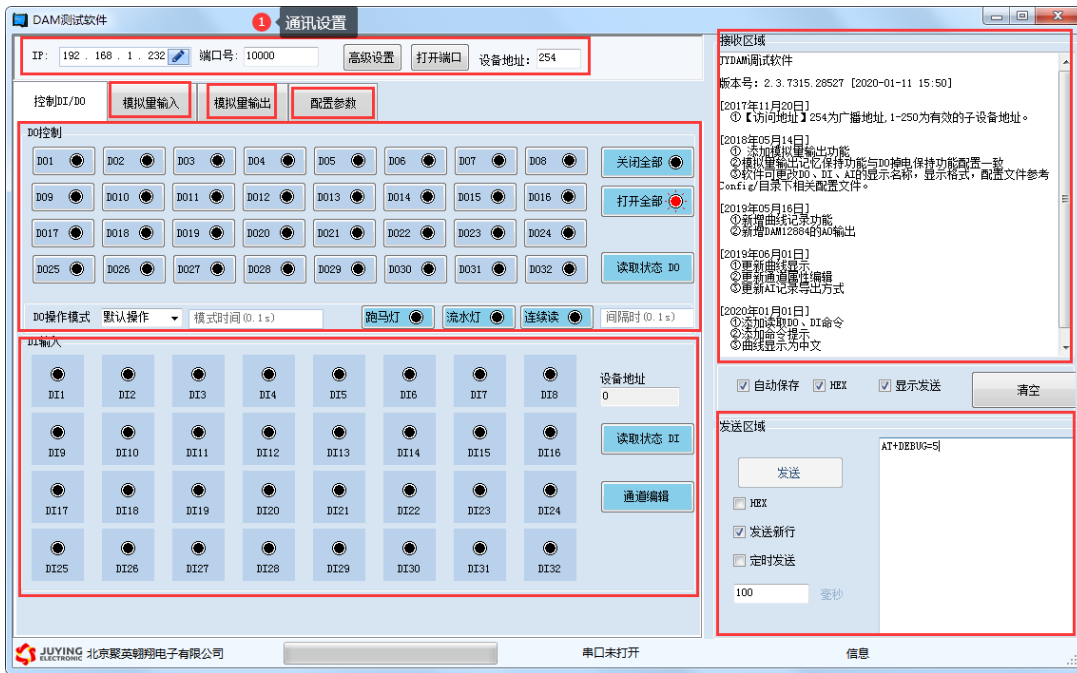 DAM测试软件
1 通讯设置
IP: 192 . 168 . 1 . 232 端口号: 10000 高级设置 打开端口 设备地址: 254
控制DI/DO 模拟量输入 模拟量输出 配置参数
DO控制
DO1 DO2 DO3 DO4 DO5 DO6 DO7 DO8 关闭全部
DO9 DO10 DO11 DO12 DO13 DO14 DO15 DO16 打开全部
DO17 DO18 DO19 DO20 DO21 DO22 DO23 DO24
DO25 DO26 DO27 DO28 DO29 DO30 DO31 DO32 读取状态 DO
DO操作模式 默认操作 模式时间(0.1s) 跑马灯 流水灯 连续读 间隔时(0.1s)
DI输入
DI1 DI2 DI3 DI4 DI5 DI6 DI7 DI8
设备地址
0
DI9 DI10 DI11 DI12 DI13 DI14 DI15 DI16
读取状态 DI
DI17 DI18 DI19 DI20 DI21 DI22 DI23 DI24
通道编辑
DI25 DI26 DI27 DI28 DI29 DI30 DI31 DI32
接收区域
JYDAM调试软件
版本号: 2.3.7315.28527 [2020-01-11 15:50]
[2017年11月20日]
①【访问地址】254为广播地址,1-250为有效的子设备地址。
[2018年05月14日]
① 添加模拟量输出功能
②模拟量输出记忆保持功能与DO掉电保持功能配置一致
③软件可更改DO、DI、AI的显示名称，显示格式，配置文件参考
Config/目录下相关配置文件。
[2019年05月16日]
①新增曲线记录功能
②新增DAM12884的AO输出
[2019年06月01日]
①更新曲线显示
②更新通道属性编辑
③更新AI记录导出方式
[2020年01月01日]
①添加读取DO、DI命令
②添加命令提示
③曲线显示为中文
自动保存 HEX 显示发送 清空
发送区域
AT+DEBUG=5
发送
HEX
发送新行
定时发送
100 毫秒
JUYING ELECTRONIC 北京聚英翱翔电子有限公司 串口未打开 信息